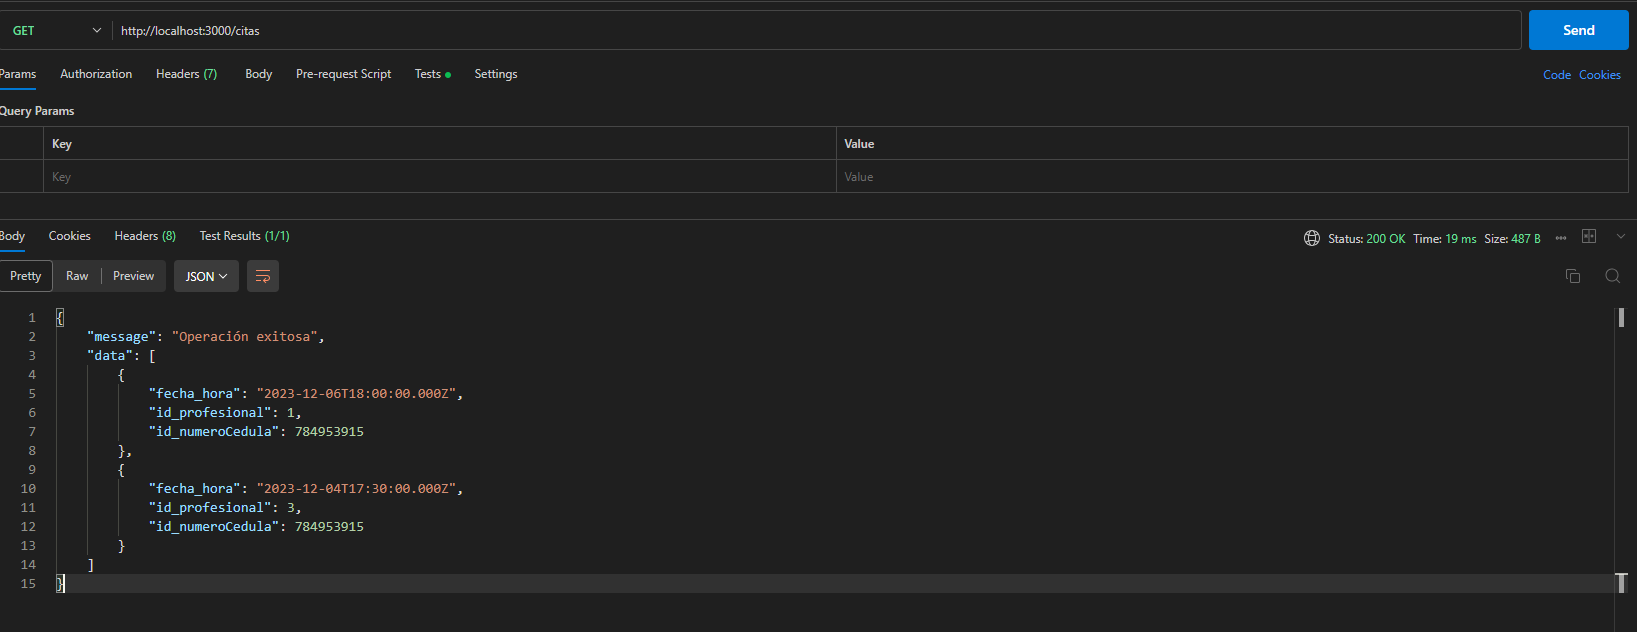 GET http://localhost:3000/citas Send
Params Authorization Headers (7) Body Pre-request Script Tests Settings Code Cookies
Query Params
Key Value
Key Value
Body Cookies Headers (8) Test Results (1/1) Status: 200 OK Time: 19 ms Size: 487 B
Pretty Raw Preview JSON
1 {
2 "message": "Operación exitosa",
3 "data": [
4 {
5 "fecha_hora": "2023-12-06T18:00:00.000Z",
6 "id_profesional": 1,
7 "id_numeroCedula": 784953915
8 },
9 {
10 "fecha_hora": "2023-12-04T17:30:00.000Z",
11 "id_profesional": 3,
12 "id_numeroCedula": 784953915
13 }
14 ]
15 }